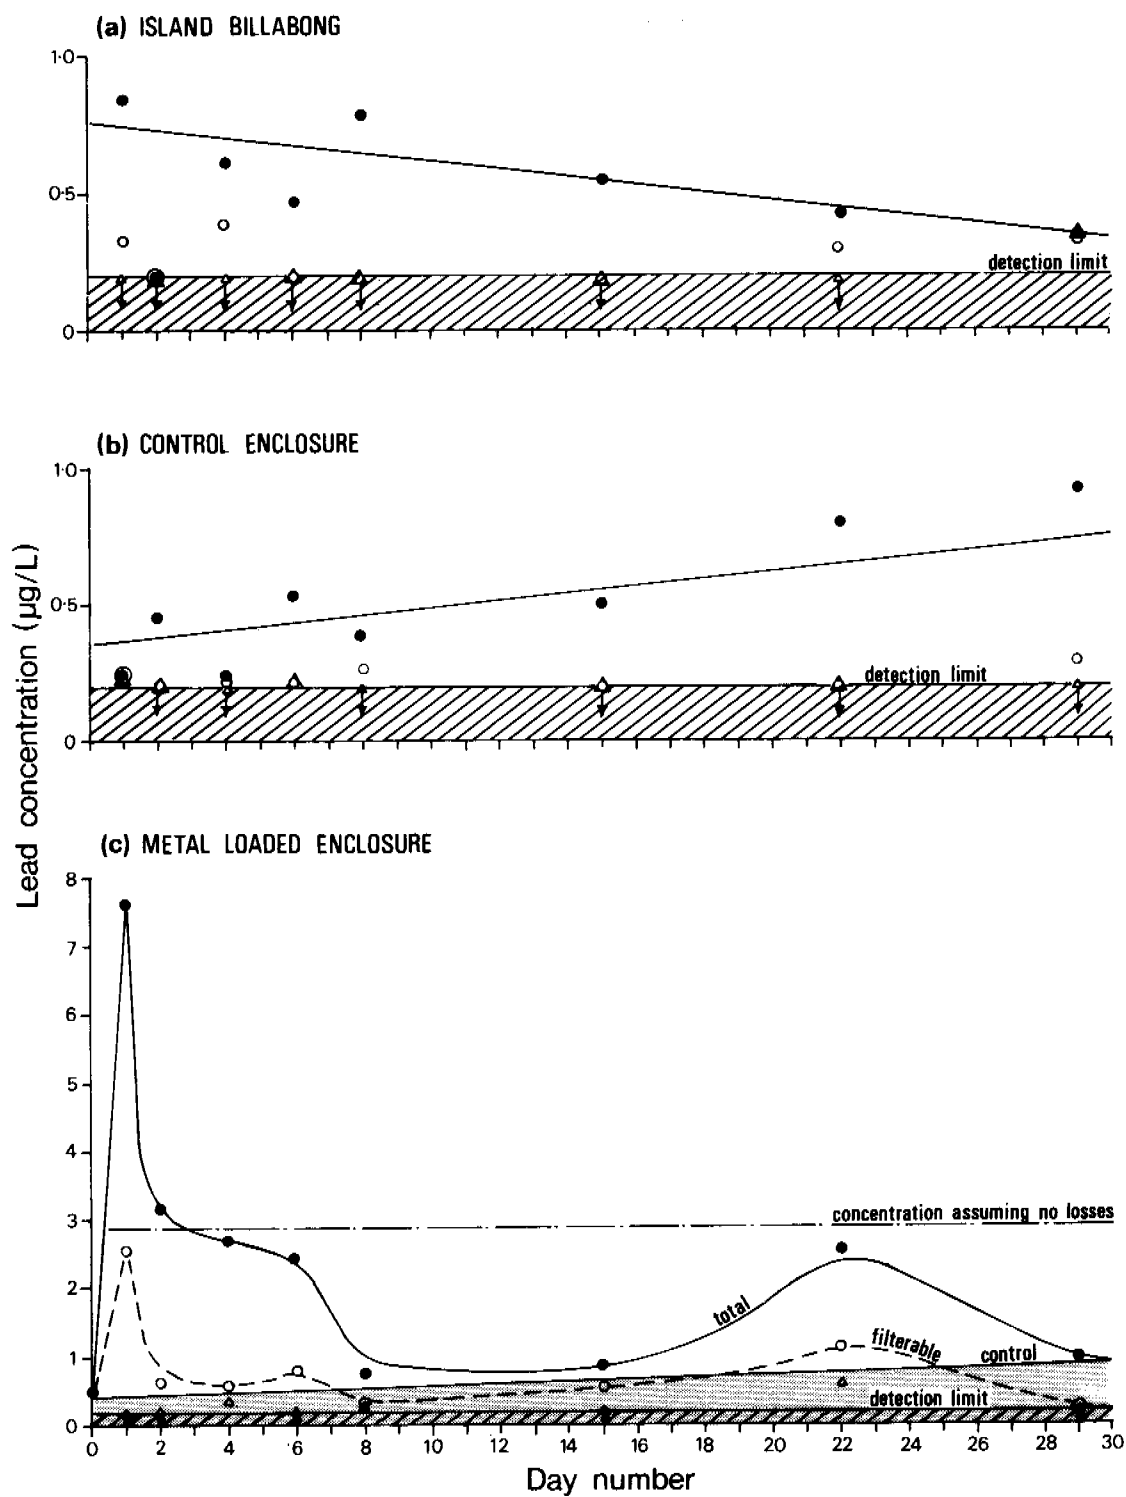 (a) ISLAND BILLABONG
1·0
0·5
detection limit
0
(b) CONTROL ENCLOSURE
1·0
0·5
detection limit
0
Lead concentration (µg/L)
(c) METAL LOADED ENCLOSURE
8
7
6
5
4
3
concentration assuming no losses
2
total
filterable
1
control
detection limit
0
0 2 4 6 8 10 12 14 16 18 20 22 24 26 28 30
Day number